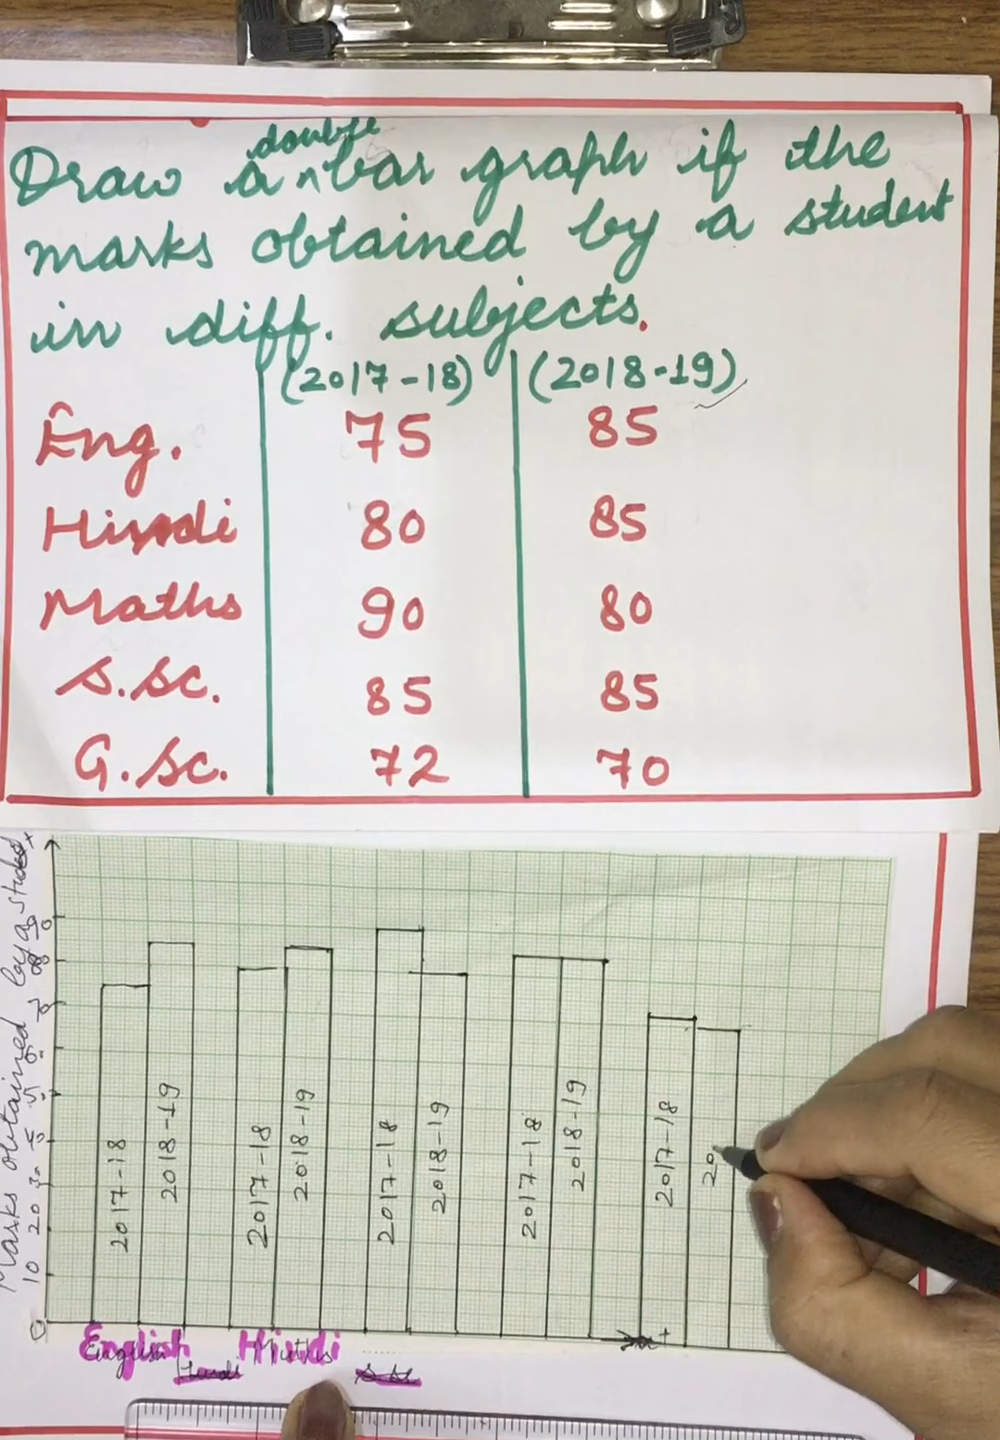 double
Draw a ^ bar graph if the
marks obtained by a student
in diff. subjects.
(2017-18) (2018-19)
Eng. 75 85
Hindi 80 85
Maths 90 80
S.Sc. 85 85
G.Sc. 72 70
Marks obtained by a
90
80
70
60
50
30
20
10
0
2017-18
2018-19
2017-18
2018-19
2017-18
2018-19
2017-18
2018-19
2017-18
20
English Hindi
English Maths